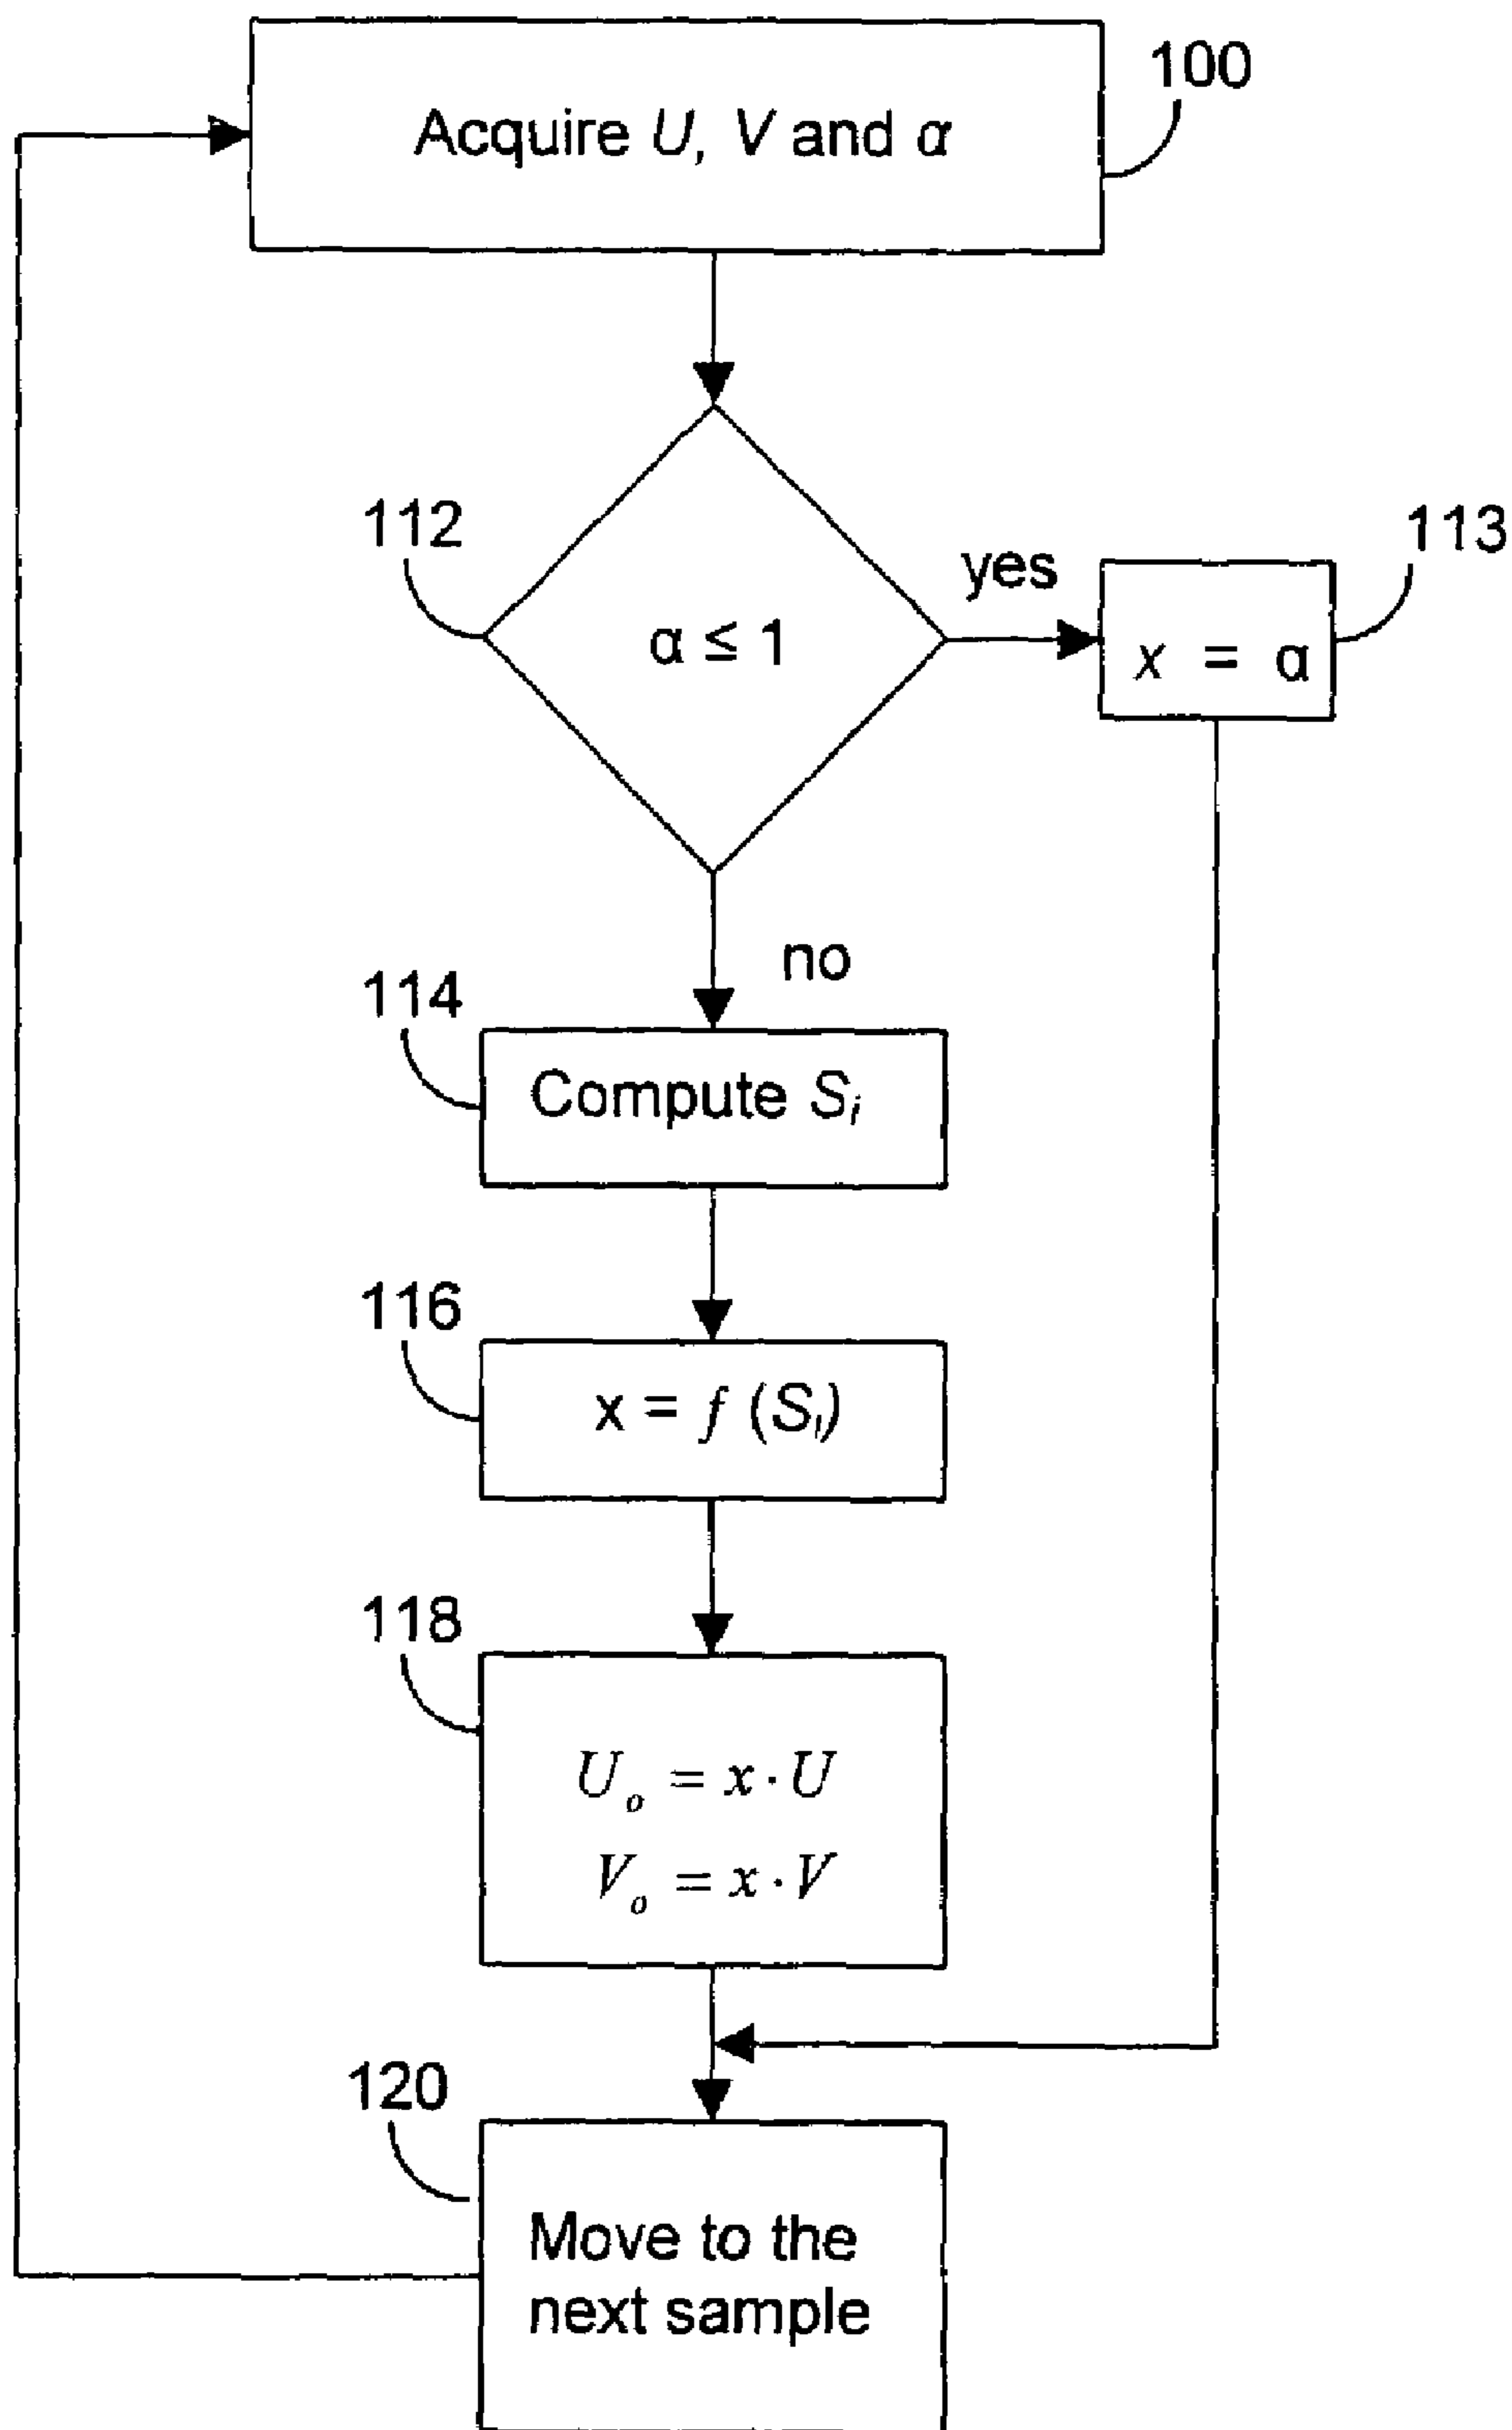 100
Acquire U, V and α
112
α ≤ 1
yes
113
x = α
no
114
Compute Sᵢ
116
x = f (Sᵢ)
118
Uₒ = x · U
Vₒ = x · V
120
Move to the
next sample